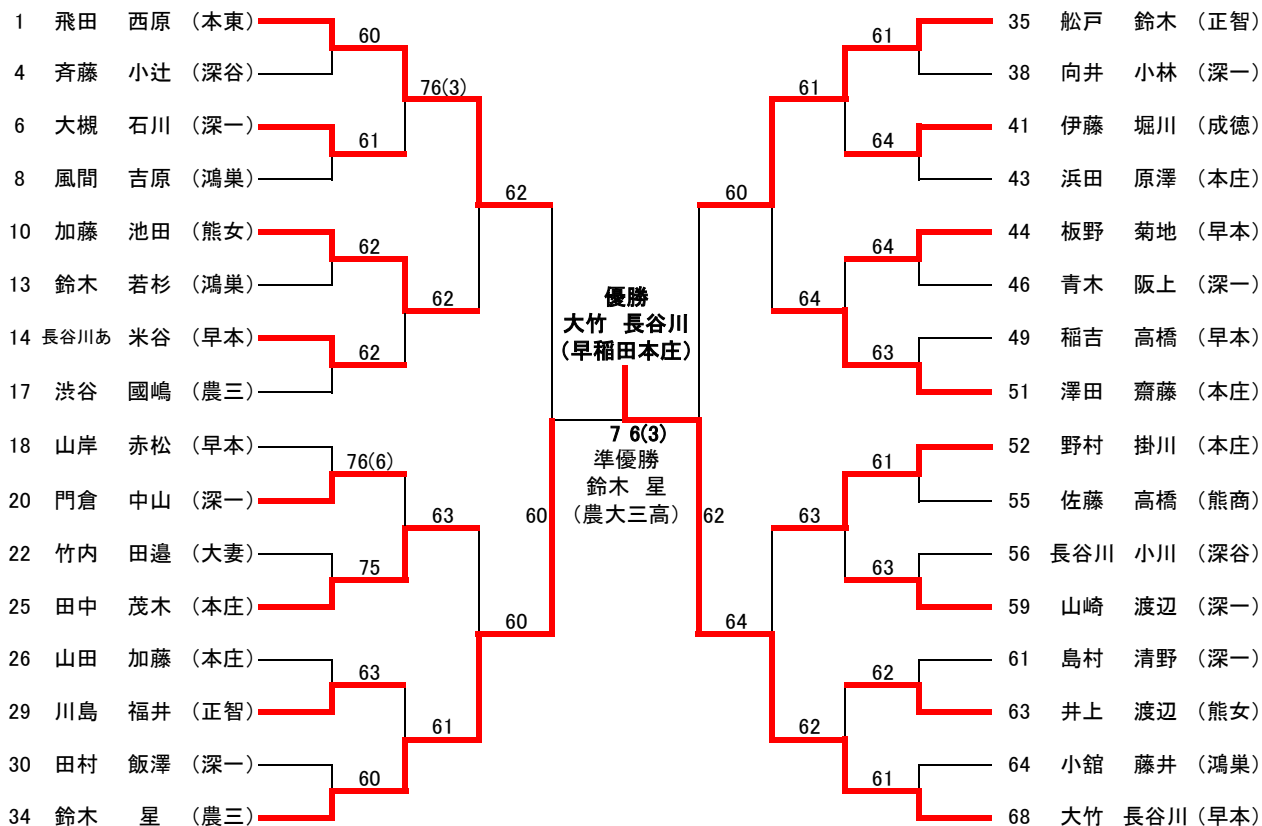 1 飛田 西原 (本東)
60
4 斉藤 小辻 (深谷)
76(3)
6 大槻 石川 (深一)
61
8 風間 吉原 (鴻巣)
62
10 加藤 池田 (熊女)
62
13 鈴木 若杉 (鴻巣)
62
14 長谷川あ 米谷 (早本)
62
17 渋谷 國嶋 (農三)
18 山岸 赤松 (早本)
76(6)
20 門倉 中山 (深一)
63
22 竹内 田邉 (大妻)
75
25 田中 茂木 (本庄)
60
26 山田 加藤 (本庄)
63
29 川島 福井 (正智)
61
30 田村 飯澤 (深一)
60
34 鈴木 星 (農三)
60
優勝
大竹 長谷川
(早稲田本庄)
7 6(3)
準優勝
鈴木 星
(農大三高)
62
35 舩戸 鈴木 (正智)
61
38 向井 小林 (深一)
61
41 伊藤 堀川 (成徳)
64
43 浜田 原澤 (本庄)
60
44 板野 菊地 (早本)
64
46 青木 阪上 (深一)
64
49 稲吉 高橋 (早本)
63
51 澤田 齋藤 (本庄)
52 野村 掛川 (本庄)
61
55 佐藤 高橋 (熊商)
63
56 長谷川 小川 (深谷)
63
59 山崎 渡辺 (深一)
64
61 島村 清野 (深一)
62
63 井上 渡辺 (熊女)
62
64 小舘 藤井 (鴻巣)
61
68 大竹 長谷川 (早本)